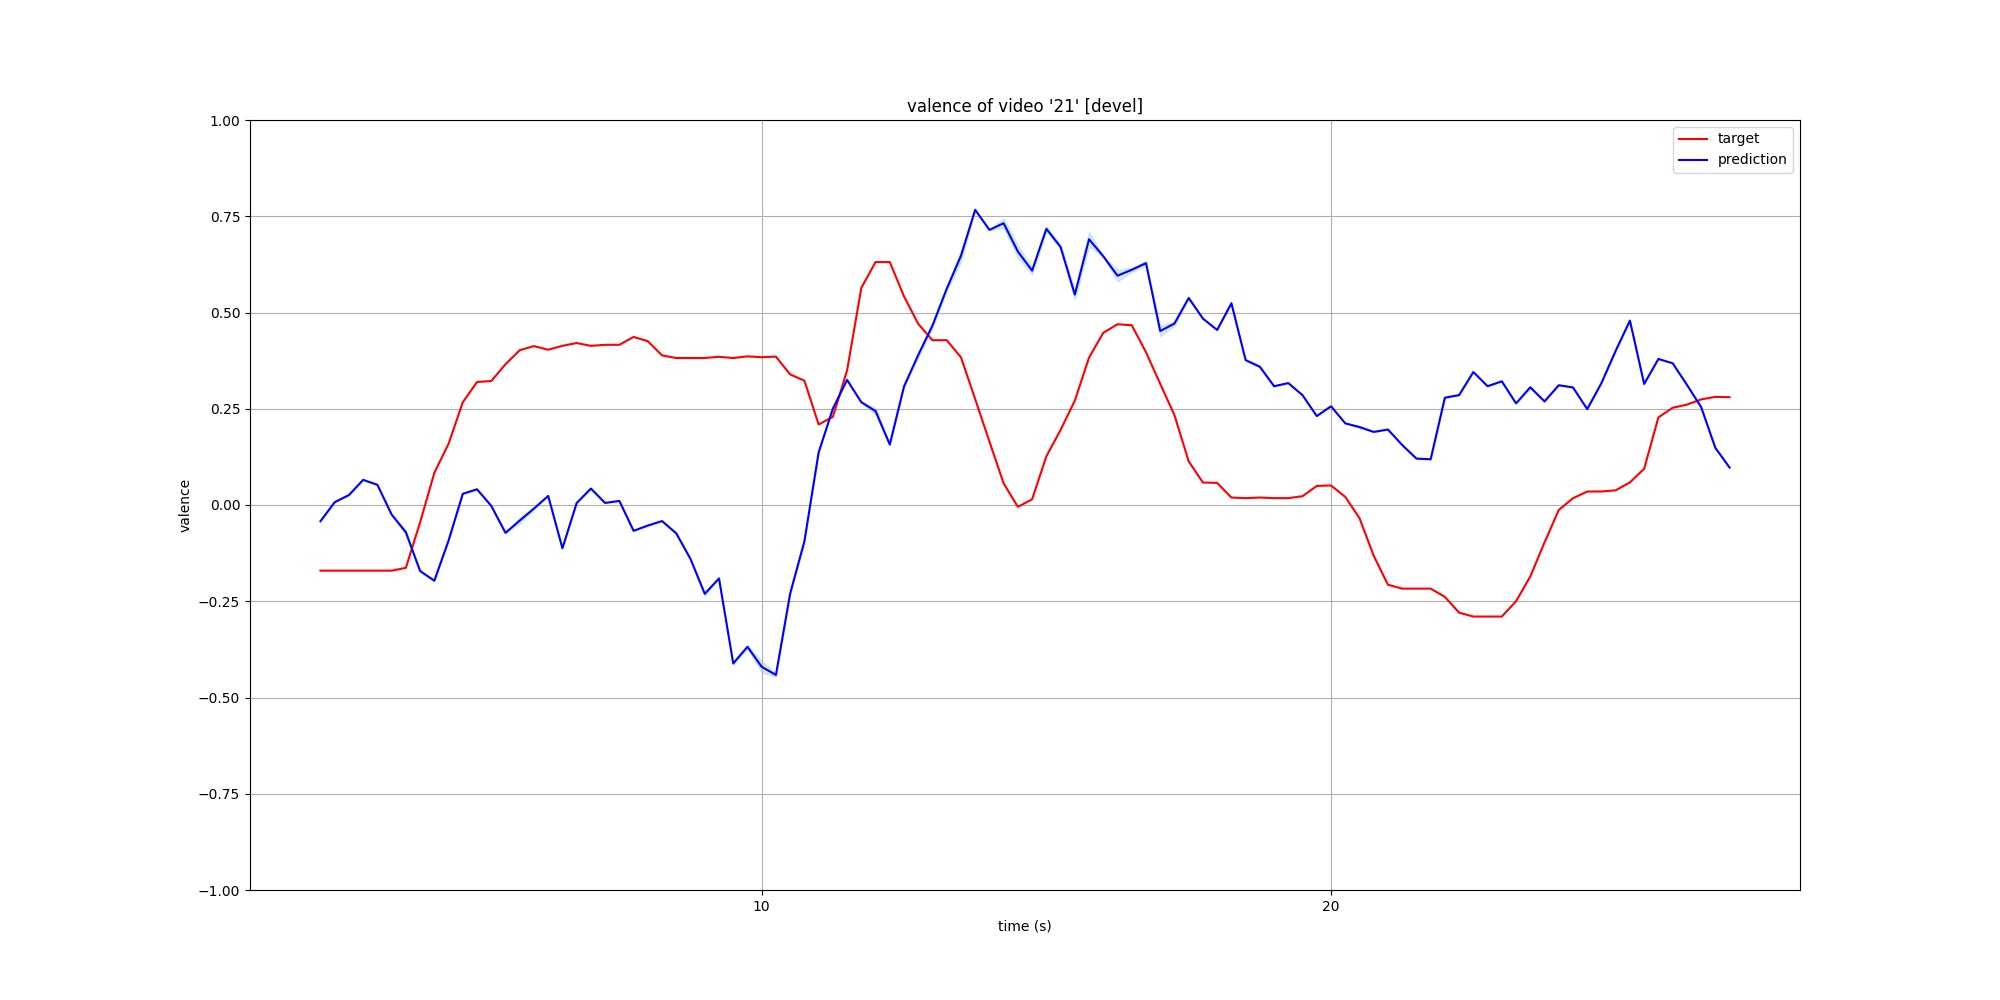 valence of video '21' [devel]
target
prediction
1.00
0.75
0.50
0.25
0.00
−0.25
−0.50
−0.75
−1.00
valence
10
20
time (s)